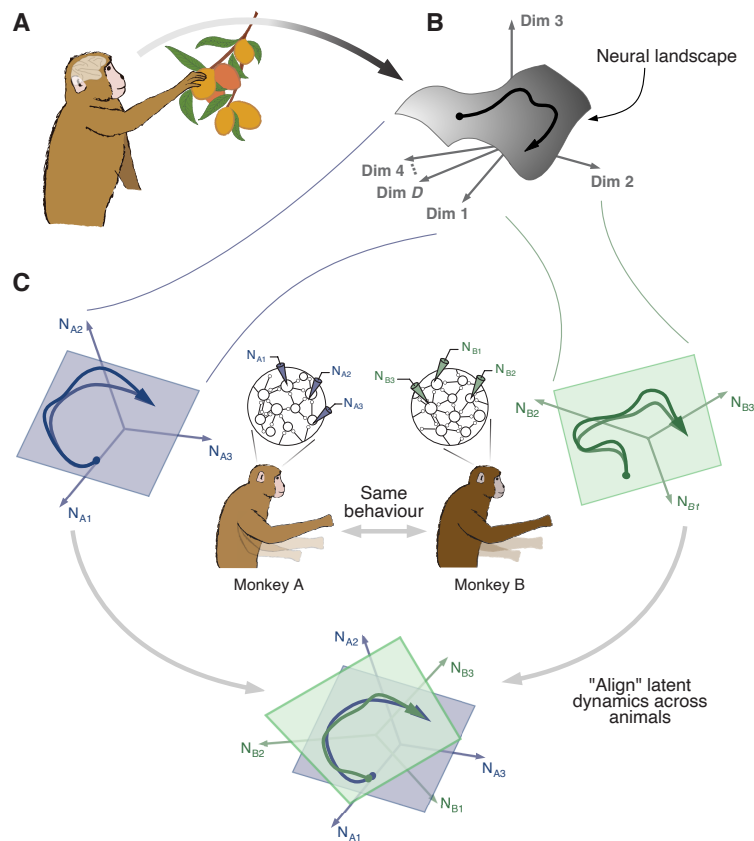 A
B
Dim 3
Neural landscape
Dim 4
Dim D
Dim 1
Dim 2
C
NA2
NA3
NA1
NA1
NA2
NA3
NB1
NB3
NB2
NB2
NB3
NB1
Same
behaviour
Monkey A
Monkey B
NA2
NB3
NB2
NA3
NB1
NA1
"Align" latent
dynamics across
animals